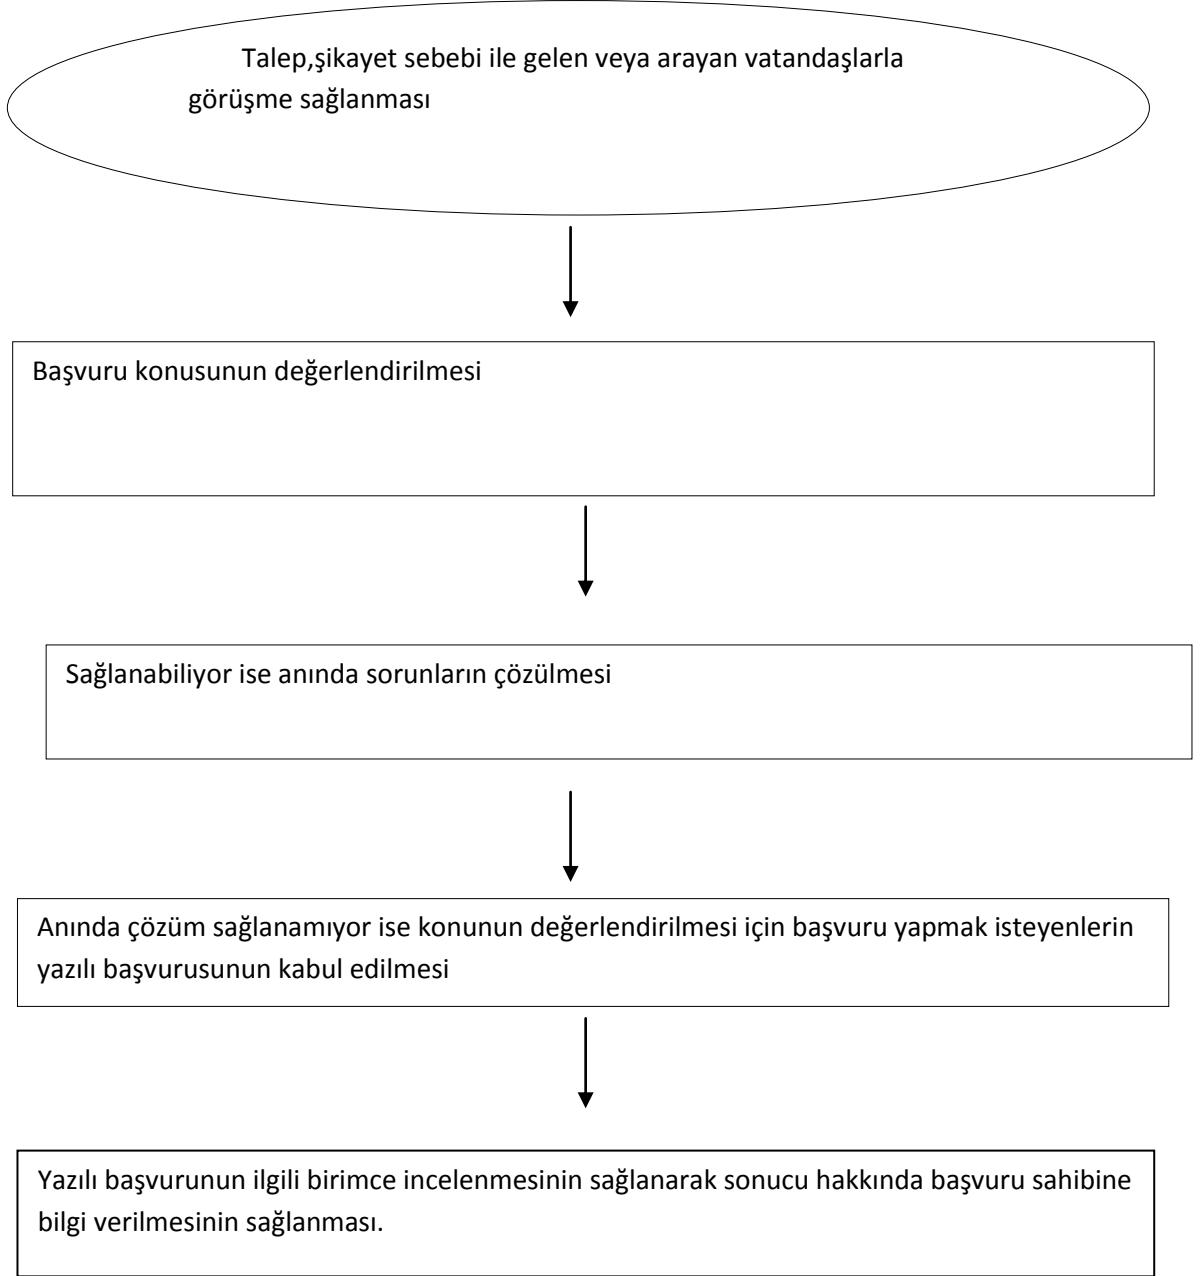 Talep,şikayet sebebi ile gelen veya arayan vatandaşlarla
görüşme sağlanması
Başvuru konusunun değerlendirilmesi
Sağlanabiliyor ise anında sorunların çözülmesi
Anında çözüm sağlanamıyor ise konunun değerlendirilmesi için başvuru yapmak isteyenlerin
yazılı başvurusunun kabul edilmesi
Yazılı başvurunun ilgili birimce incelenmesinin sağlanarak sonucu hakkında başvuru sahibine
bilgi verilmesinin sağlanması.